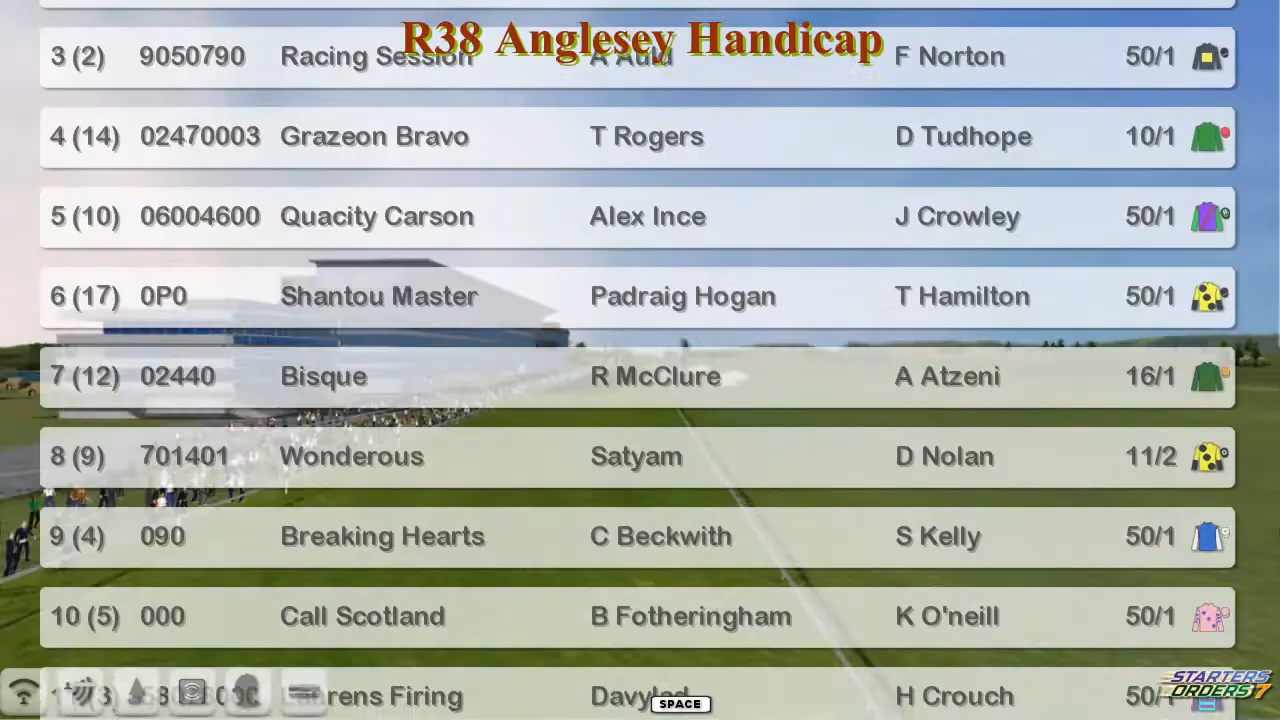 R38 Anglesey Handicap
3 (2) 9050790 Racing Session A Auld F Norton 50/1
4 (14) 02470003 Grazeon Bravo T Rogers D Tudhope 10/1
5 (10) 06004600 Quacity Carson Alex Ince J Crowley 50/1
6 (17) 0P0 Shantou Master Padraig Hogan T Hamilton 50/1
7 (12) 02440 Bisque R McClure A Atzeni 16/1
8 (9) 701401 Wonderous Satyam D Nolan 11/2
9 (4) 090 Breaking Hearts C Beckwith S Kelly 50/1
10 (5) 000 Call Scotland B Fotheringham K O'neill 50/1
Firing H Crouch
SPACE
STARTERS
ORDERS 7